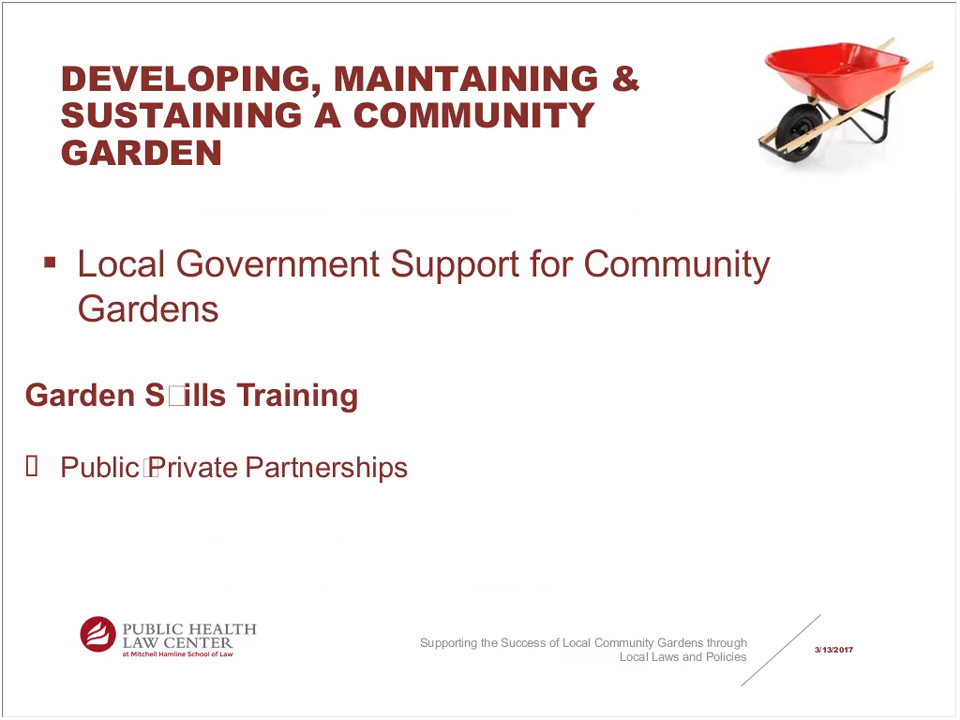 DEVELOPING, MAINTAINING &
SUSTAINING A COMMUNITY
GARDEN
▪ Local Government Support for Community
Gardens
Garden S□ills Training
▯ Public□Private Partnerships
PUBLIC HEALTH
LAW CENTER
at Mitchell Hamline School of Law
Supporting the Success of Local Community Gardens through
Local Laws and Policies
3/13/2017